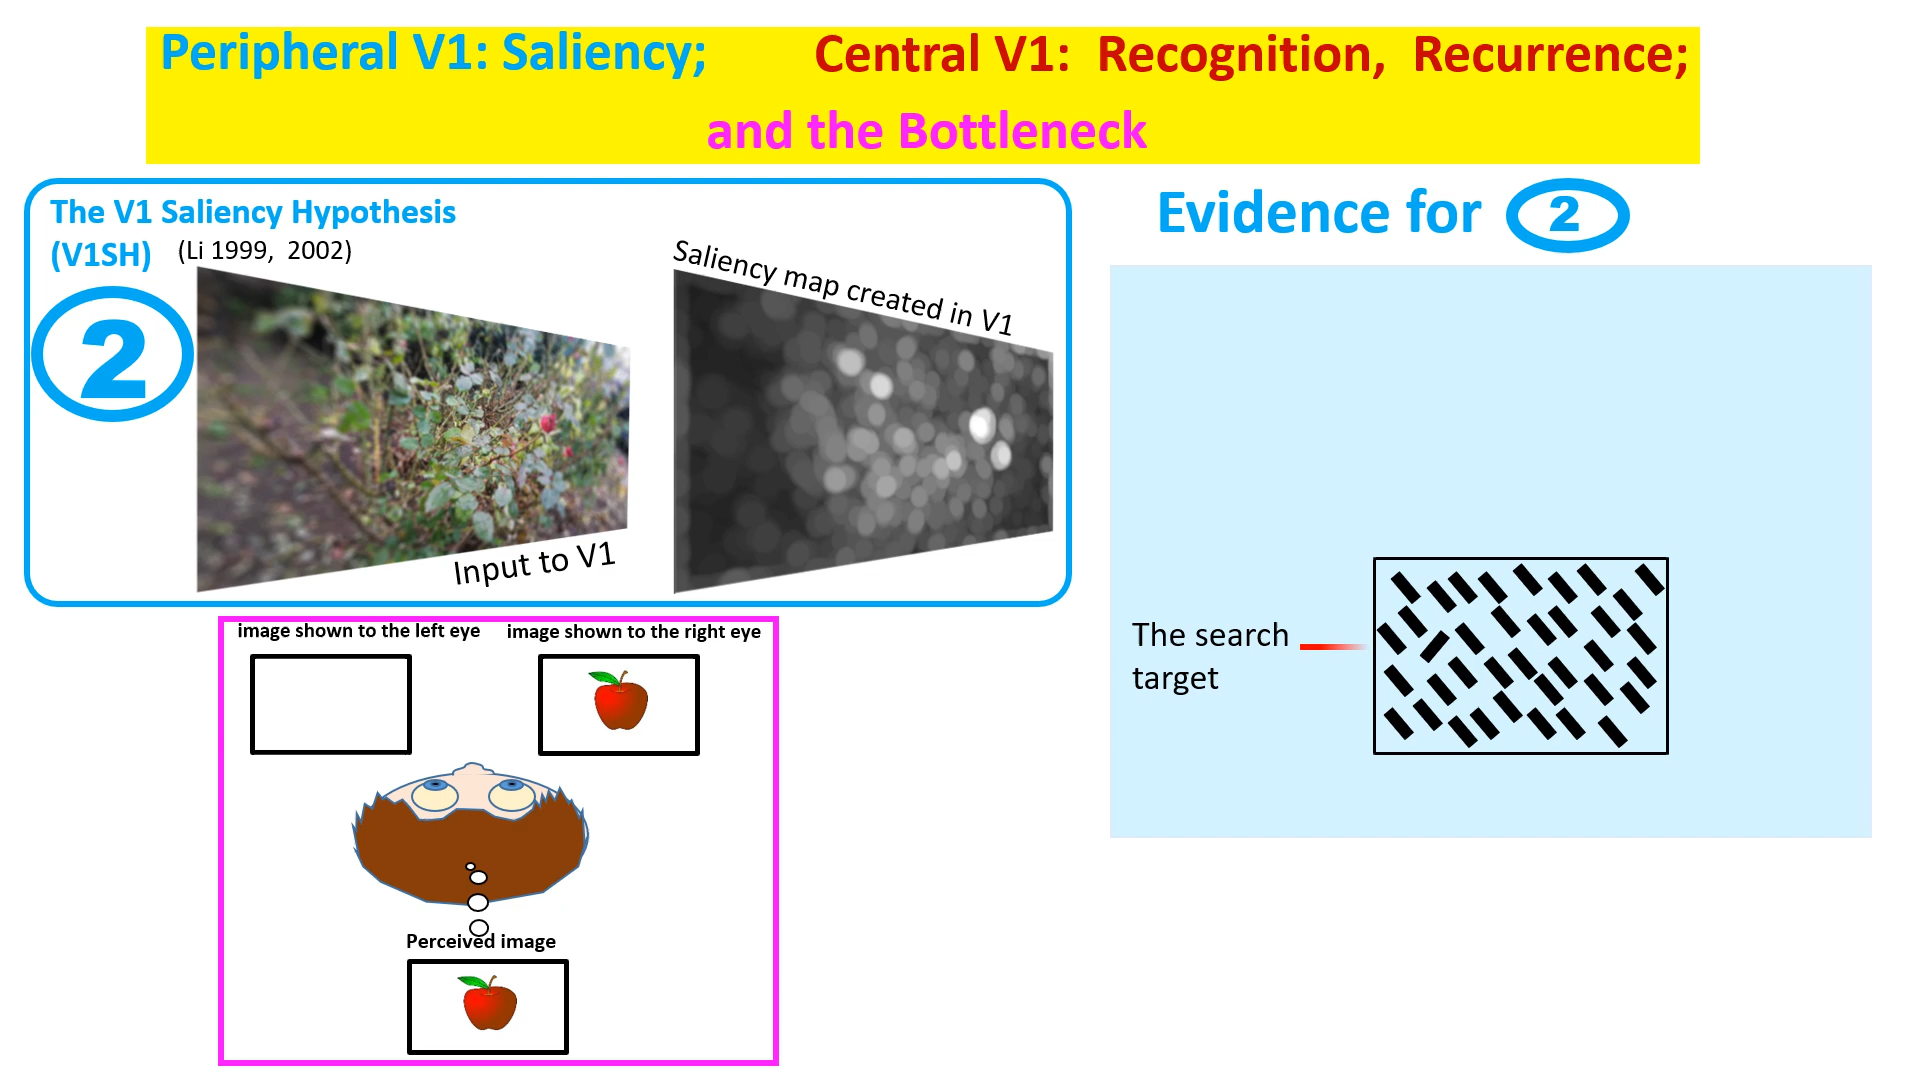 Peripheral V1: Saliency; Central V1: Recognition, Recurrence;
and the Bottleneck
The V1 Saliency Hypothesis
(V1SH) (Li 1999, 2002)
2
Input to V1
Saliency map created in V1
image shown to the left eye
image shown to the right eye
Perceived image
Evidence for 2
The search
target